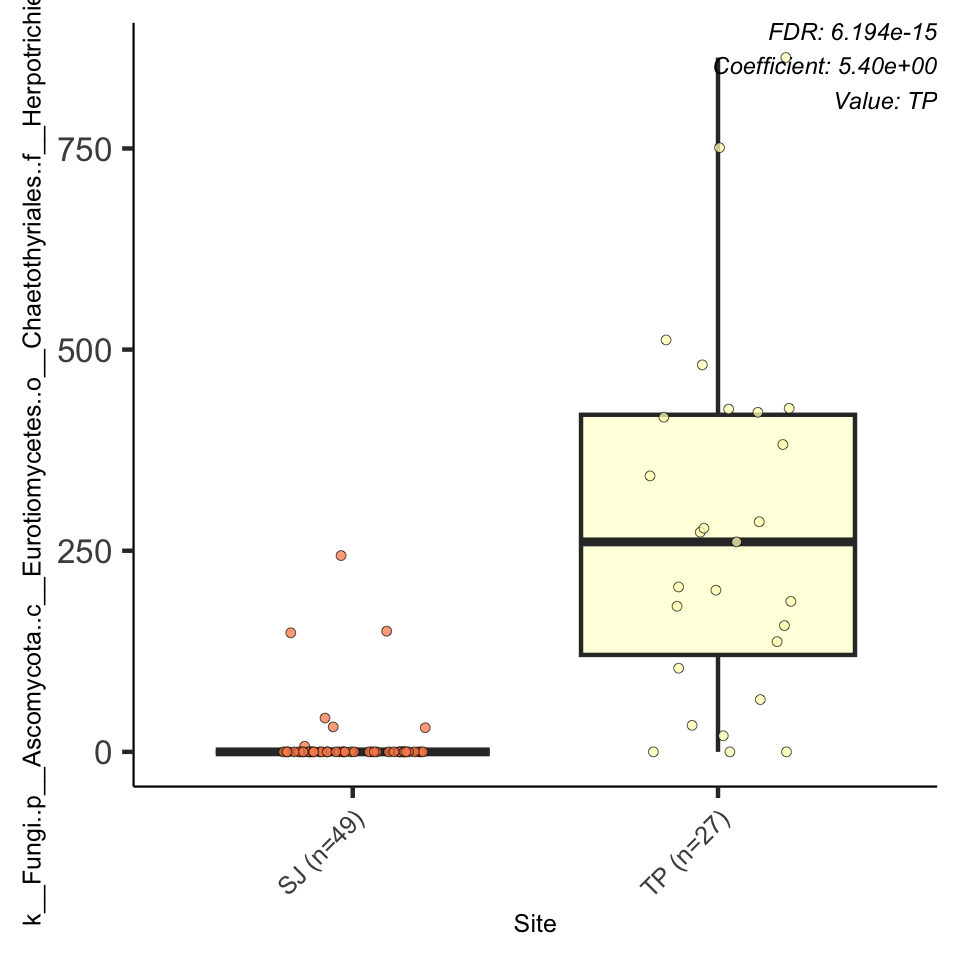 FDR: 6.194e-15
Coefficient: 5.40e+00
Value: TP
k__Fungi..p__Ascomycota..c__Eurotiomycetes..o__Chaetothyriales..f__Herpotrichie
750
500
250
0
SJ (n=49)
TP (n=27)
Site